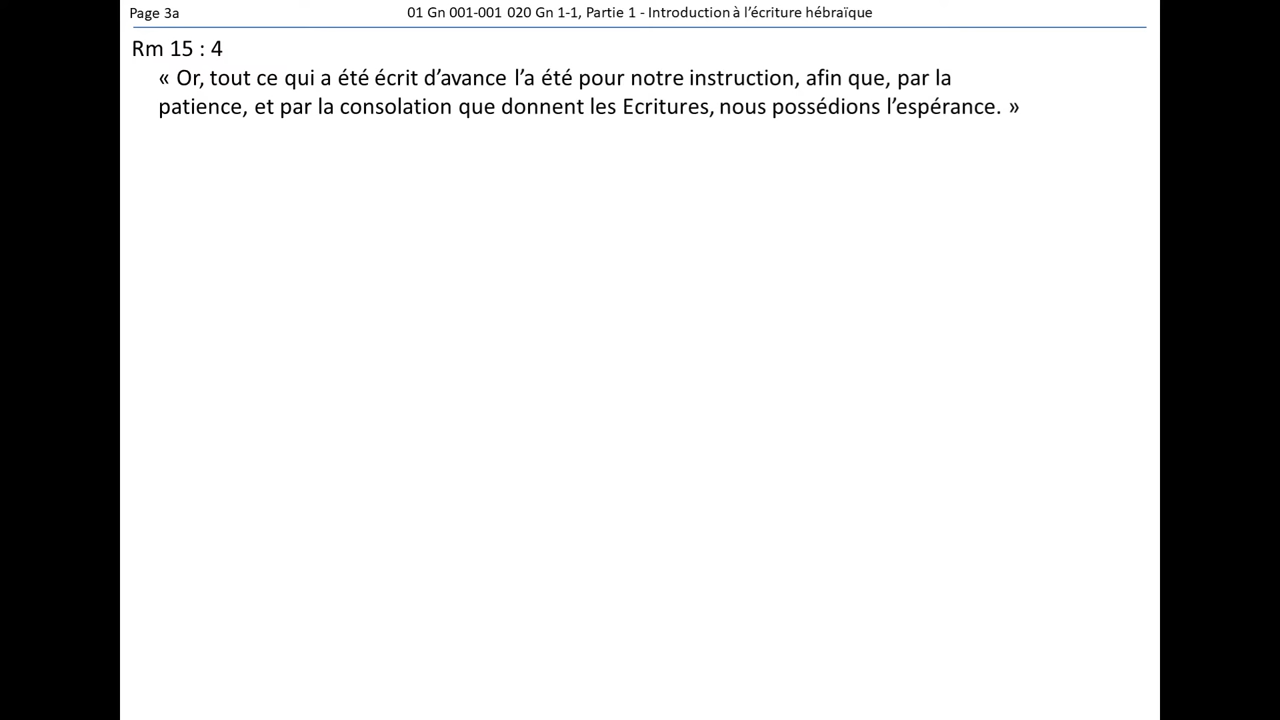 Page 3a
01 Gn 001-001 020 Gn 1-1, Partie 1 - Introduction à l’écriture hébraïque
Rm 15 : 4
« Or, tout ce qui a été écrit d’avance l’a été pour notre instruction, afin que, par la
patience, et par la consolation que donnent les Ecritures, nous possédions l’espérance. »